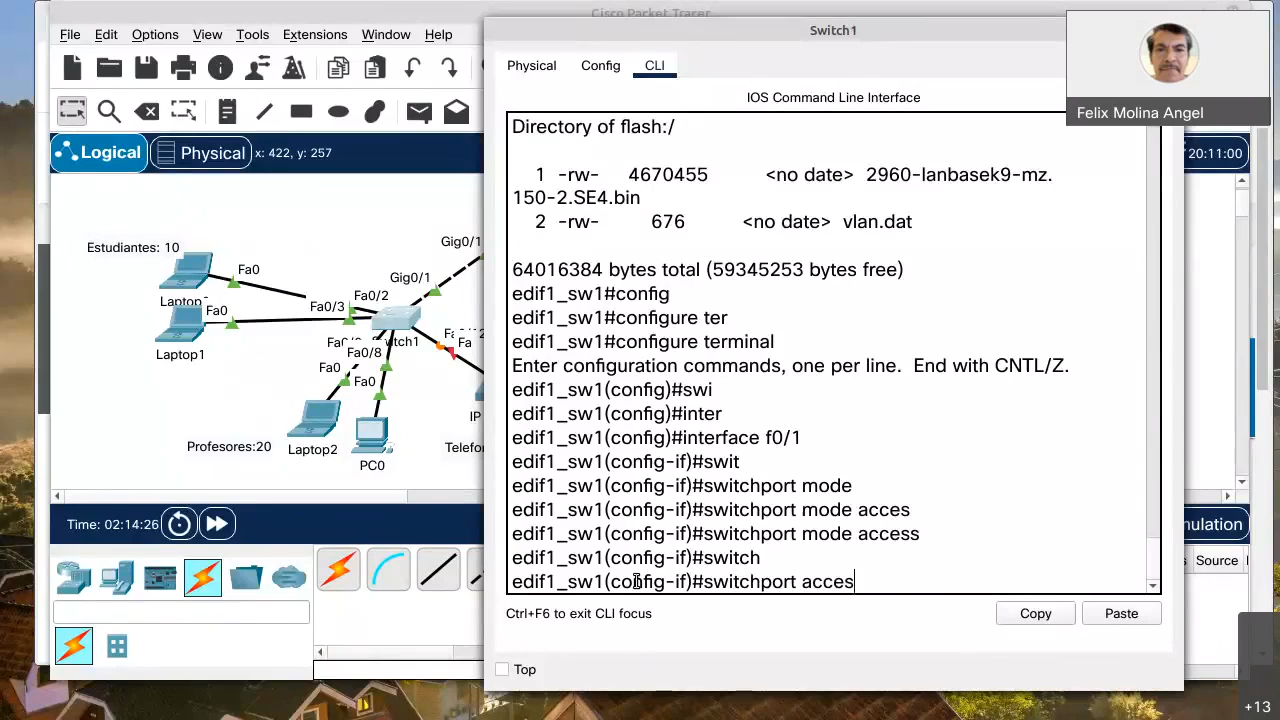 Cisco Packet Tracer
File Edit Options View Tools Extensions Window Help
Logical Physical x: 422, y: 257
20:11:00
Estudiantes: 10
Fa0
Laptop
Fa0
Laptop1
Fa0/2
Fa0/3
Gig0/1
Gig0/1
Fa0/8
Fa0
Fa0
Profesores:20
Laptop2
PC0
IP
Telefon
Time: 02:14:26
mulation
Source
Switch1
Physical Config CLI
IOS Command Line Interface
Directory of flash:/
1 -rw- 4670455 <no date> 2960-lanbasek9-mz.
150-2.SE4.bin
2 -rw- 676 <no date> vlan.dat
64016384 bytes total (59345253 bytes free)
edif1_sw1#config
edif1_sw1#configure ter
edif1_sw1#configure terminal
Enter configuration commands, one per line. End with CNTL/Z.
edif1_sw1(config)#swi
edif1_sw1(config)#inter
edif1_sw1(config)#interface f0/1
edif1_sw1(config-if)#swit
edif1_sw1(config-if)#switchport mode
edif1_sw1(config-if)#switchport mode acces
edif1_sw1(config-if)#switchport mode access
edif1_sw1(config-if)#switch
edif1_sw1(config-if)#switchport acces
Ctrl+F6 to exit CLI focus
Copy Paste
Top
Felix Molina Angel
+13